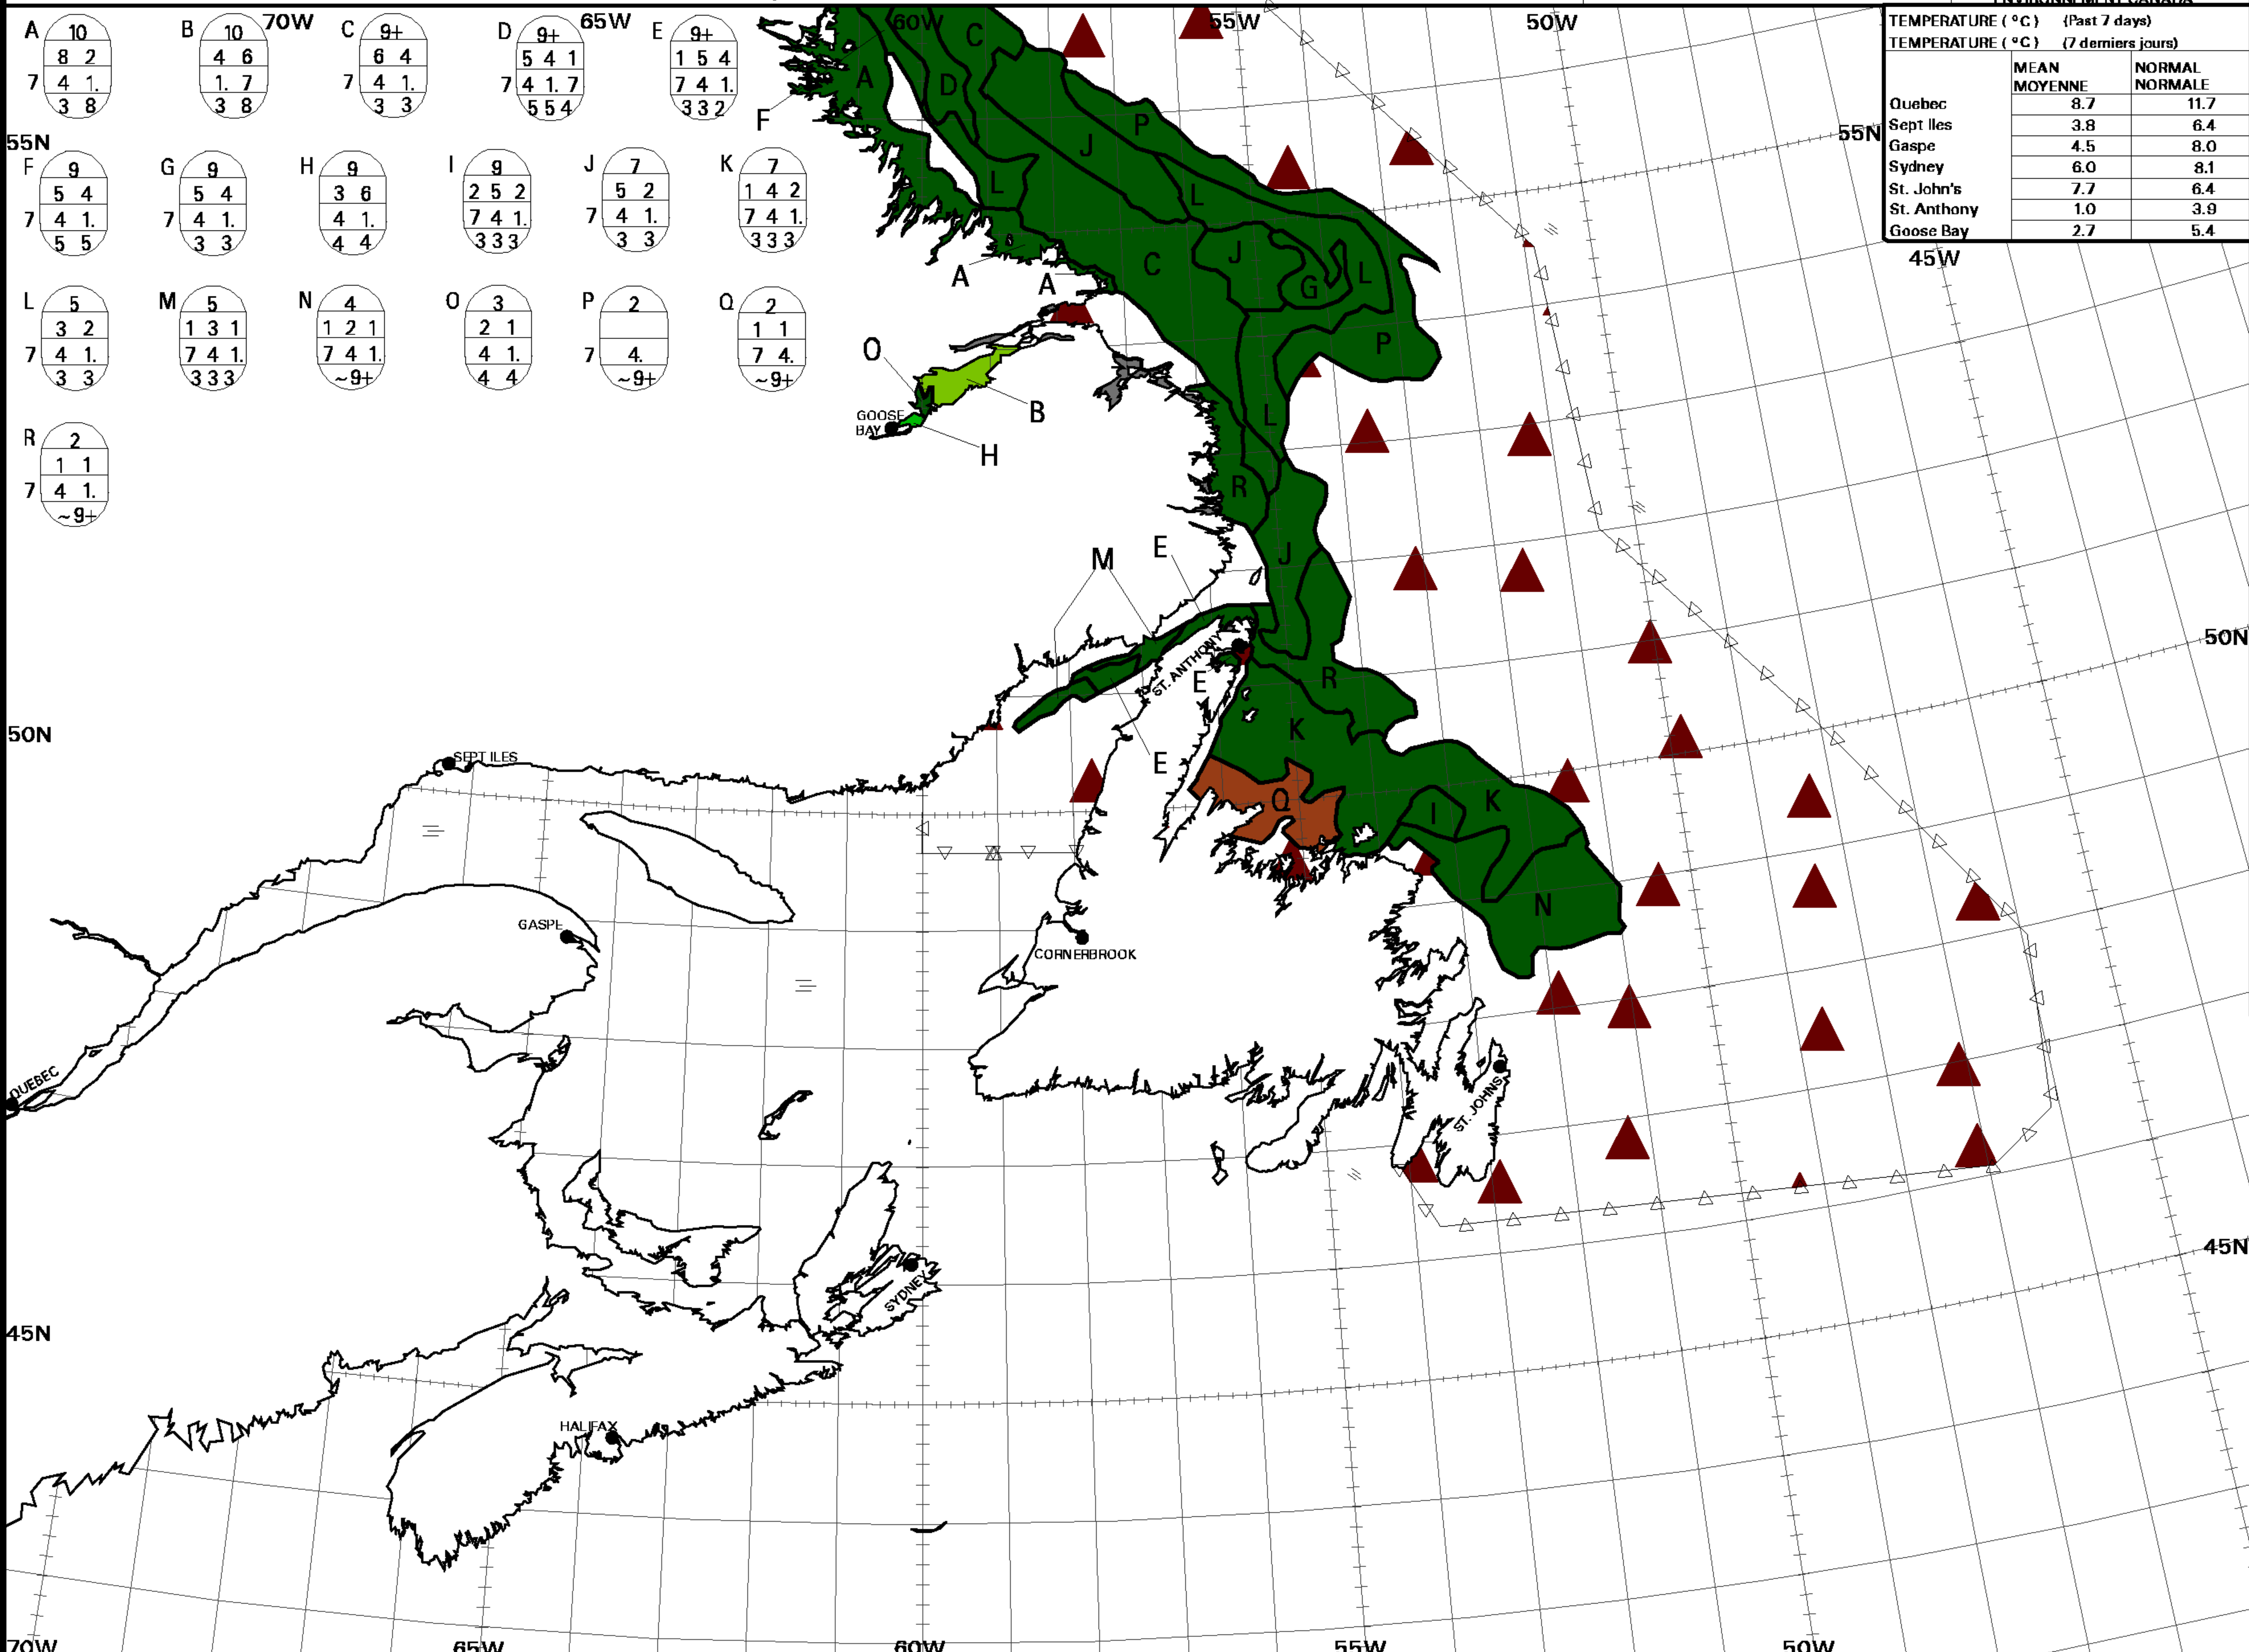 ENVIRONNEMENT CANADA
70W 65W 60W 55W 50W
TEMPERATURE ( °C ) (Past 7 days)
TEMPERATURE ( °C ) (7 derniers jours)
MEAN NORMAL
MOYENNE NORMALE
Quebec 8.7 11.7
Sept Iles 3.8 6.4
Gaspe 4.5 8.0
Sydney 6.0 8.1
St. John's 7.7 6.4
St. Anthony 1.0 3.9
Goose Bay 2.7 5.4
A 10
8 2
7 4 1.
3 8
B 10
4 6
1. 7
3 8
C 9+
6 4
7 4 1.
3 3
D 9+
5 4 1
7 4 1. 7
5 5 4
E 9+
1 5 4
7 4 1.
3 3 2
55N
F 9
5 4
7 4 1.
5 5
G 9
5 4
7 4 1.
3 3
H 9
3 6
4 1.
4 4
I 9
2 5 2
7 4 1.
3 3 3
J 7
5 2
7 4 1.
3 3
K 7
1 4 2
7 4 1.
3 3 3
L 5
3 2
7 4 1.
3 3
M 5
1 3 1
7 4 1.
3 3 3
N 4
1 2 1
7 4 1.
~9+
O 3
2 1
4 1.
4 4
P 2
7 4.
~9+
Q 2
1 1
7 4.
~9+
R 2
1 1
7 4 1.
~9+
C
A D
F P
J
55N
L L
C J
A A G L
45W
P
O
M B
L
GOOSE
BAY
H
R
J
M E
50N
ST. ANTHONY
E R
K
50N
SEPT ILES
E
Q I K
N
GASPE
CORNERBROOK
QUEBEC
ST. JOHNS
45N
SYDNEY
45N
HALIFAX
70W 65W 60W 55W 50W